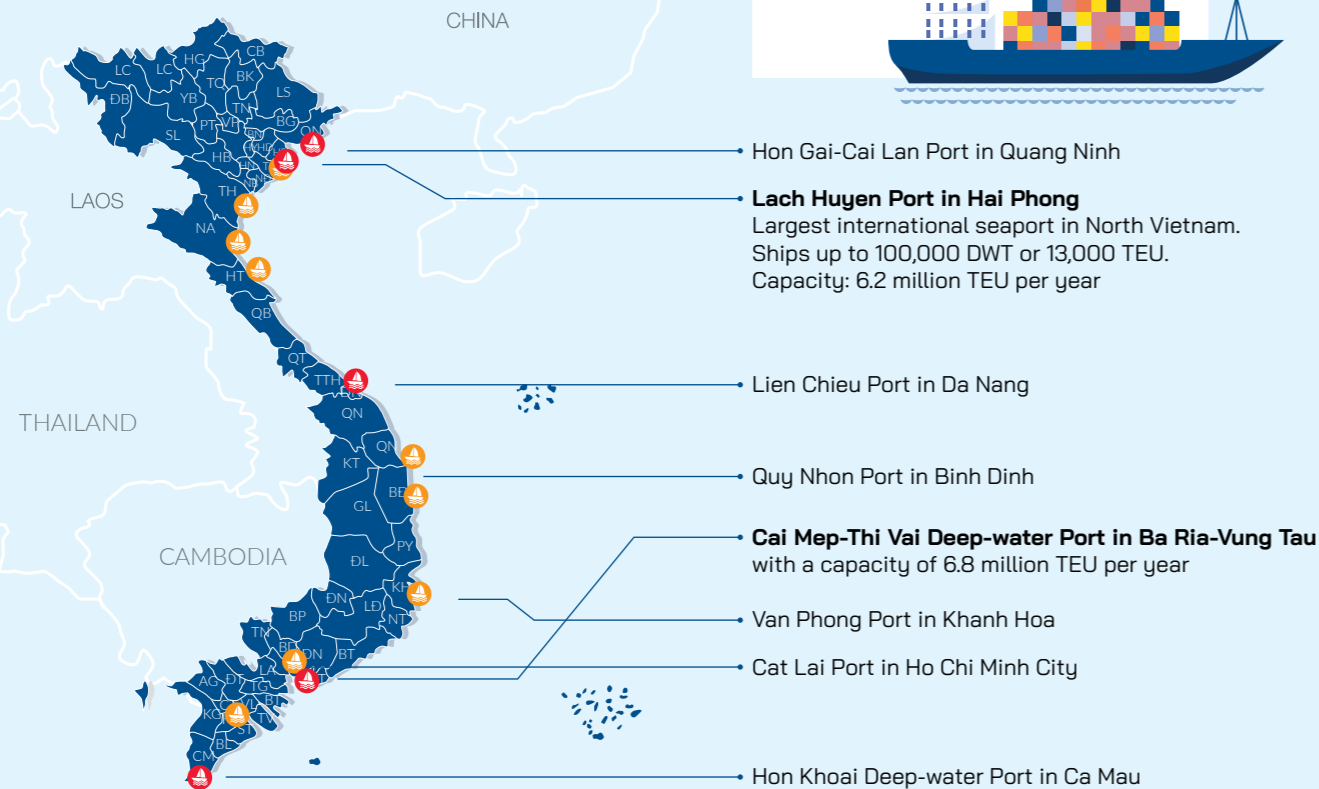 CHINA
CB
HG
LC
LC
TQ
BK
LS
ĐB
YB
TN
SL
PT
VP
BG
QN
HB
LAOS
TH
NA
HT
QB
QT
TTH
THAILAND
QN
QN
KT
BĐ
GL
PY
CAMBODIA
ĐL
KH
ĐN
LĐ
NT
BP
TN
BT
LA
AG
ĐT
TG
BT
KG
VL
TV
ST
BL
CM
Hon Gai-Cai Lan Port in Quang Ninh
Lach Huyen Port in Hai Phong
Largest international seaport in North Vietnam.
Ships up to 100,000 DWT or 13,000 TEU.
Capacity: 6.2 million TEU per year
Lien Chieu Port in Da Nang
Quy Nhon Port in Binh Dinh
Cai Mep-Thi Vai Deep-water Port in Ba Ria-Vung Tau
with a capacity of 6.8 million TEU per year
Van Phong Port in Khanh Hoa
Cat Lai Port in Ho Chi Minh City
Hon Khoai Deep-water Port in Ca Mau